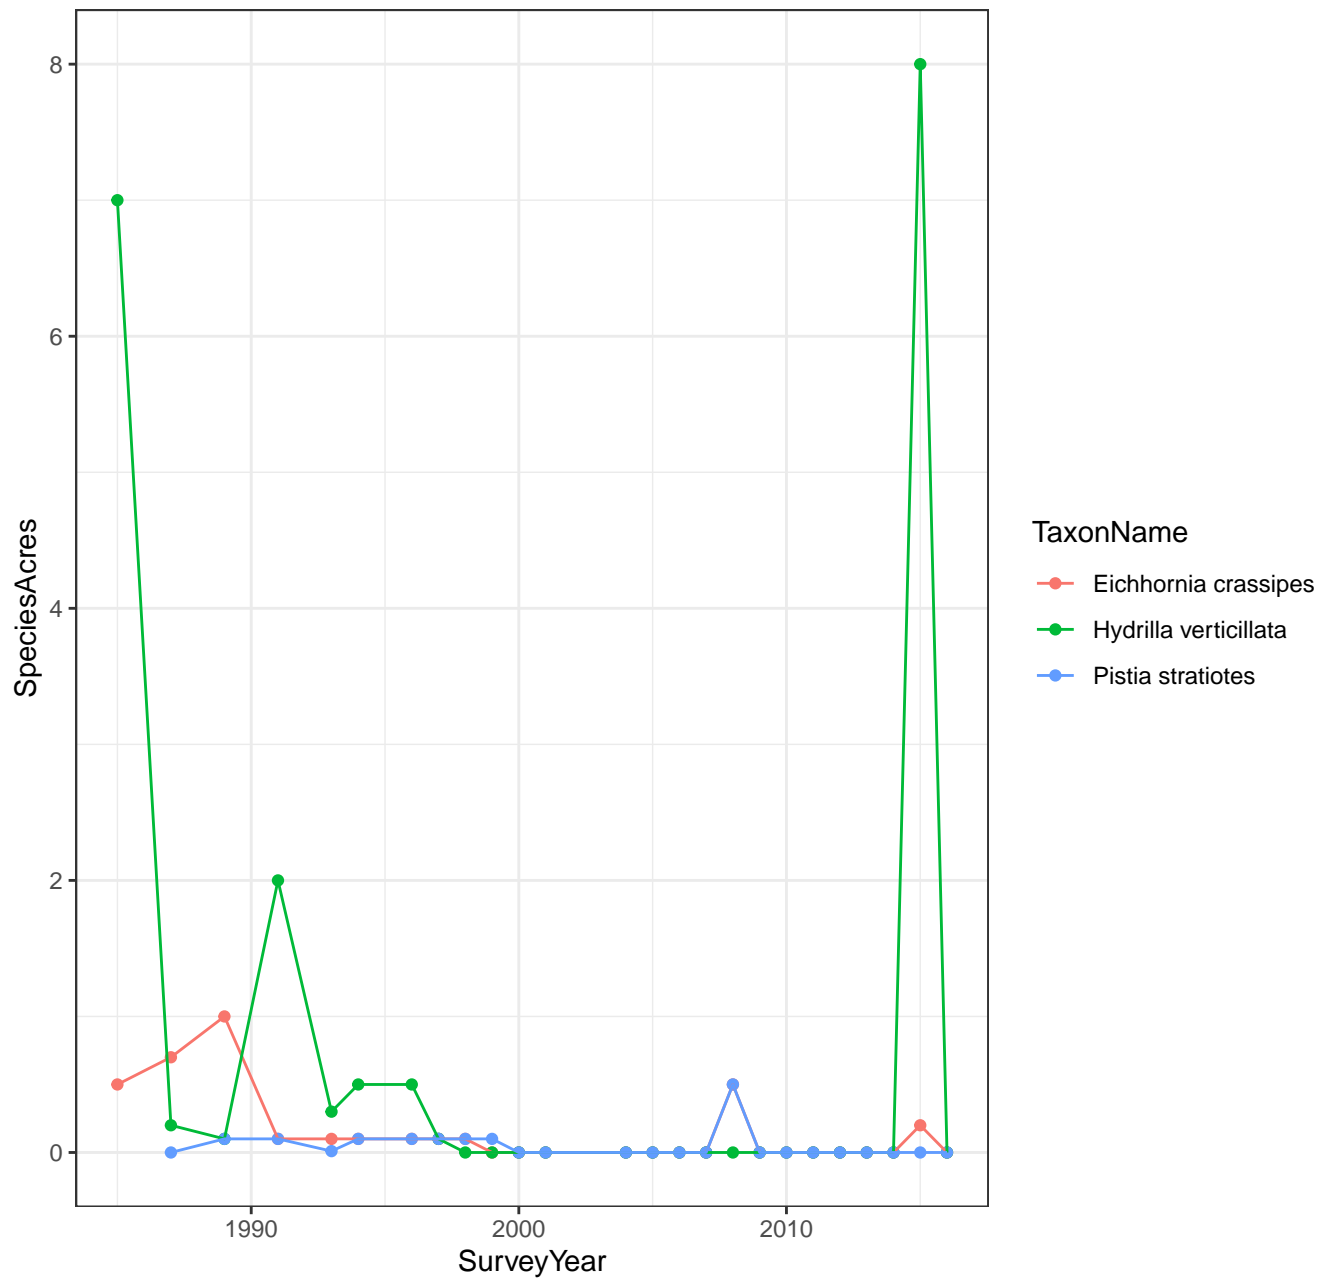 8
6
4
2
0
SpeciesAcres
1990
2000
2010
SurveyYear
TaxonName
Eichhornia crassipes
Hydrilla verticillata
Pistia stratiotes